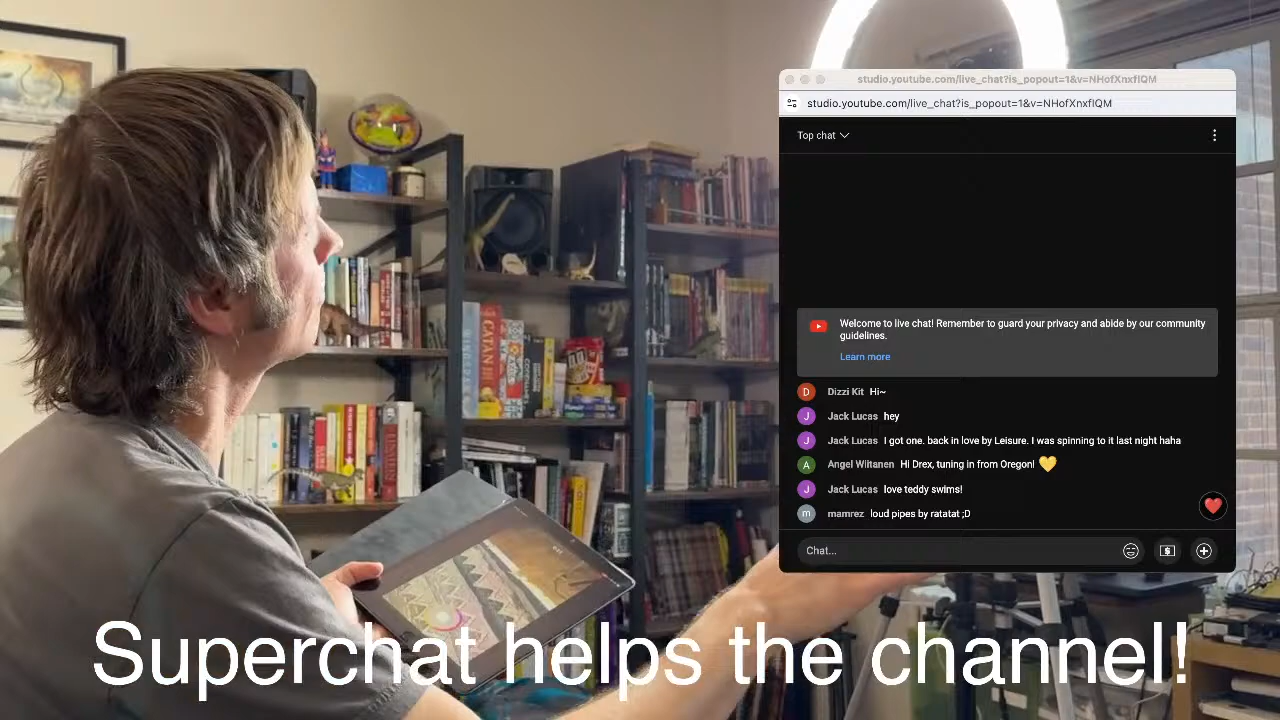 studio.youtube.com/live_chat?is_popout=1&v=NHofXnxfIQM
studio.youtube.com/live_chat?is_popout=1&v=NHofXnxfIQM
Top chat
Welcome to live chat! Remember to guard your privacy and abide by our community
guidelines.
Learn more
D Dizzi Kit Hi~
J Jack Lucas hey
J Jack Lucas I got one. back in love by Leisure. I was spinning to it last night haha
A Angel Wiitanen Hi Drex, tuning in from Oregon! 💛
J Jack Lucas love teddy swims!
m mamrez loud pipes by ratatat ;D
Chat...
CATAN
WINGSPAN
CODENAMES
Superchat helps the channel!